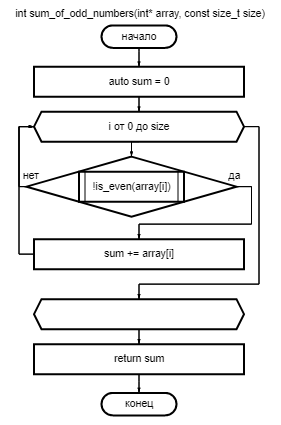 int sum_of_odd_numbers(int* array, const size_t size)
начало
auto sum = 0
i от 0 до size
нет
да
!is_even(array[i])
sum += array[i]
return sum
конец